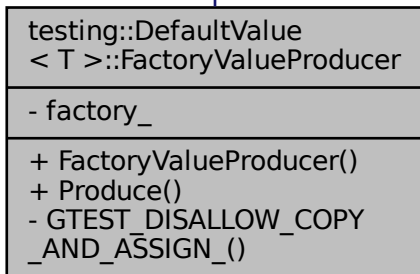 testing::DefaultValue
< T >::FactoryValueProducer
- factory_
+ FactoryValueProducer()
+ Produce()
- GTEST_DISALLOW_COPY
_AND_ASSIGN_()